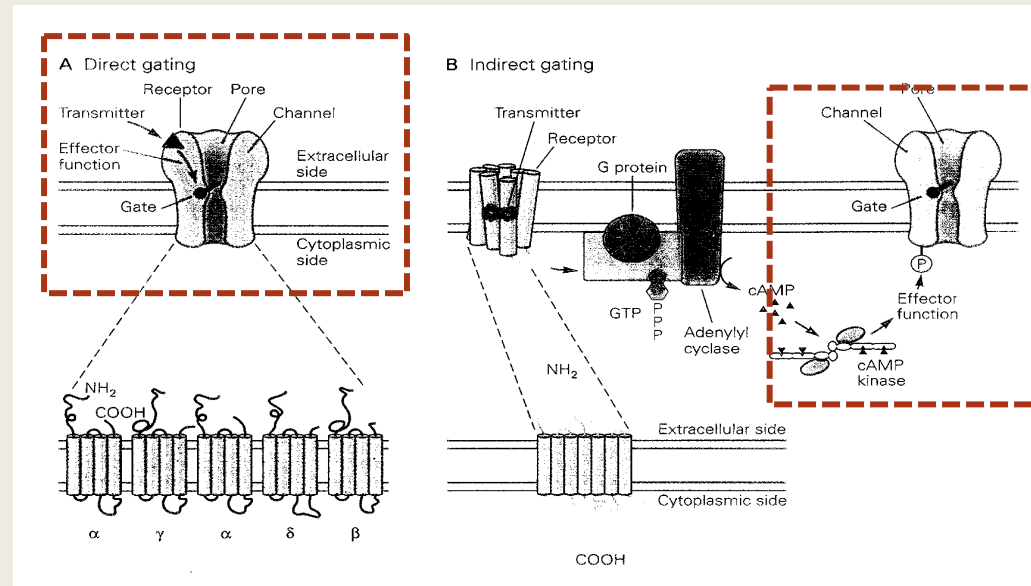 A Direct gating
Receptor Pore
Transmitter
Channel
Effector
function
Extracellular
side
Gate
Cytoplasmic
side
NH2
COOH
α γ α δ β
B Indirect gating
Transmitter
Receptor
G protein
GTP
P
P
P
Adenylyl
cyclase
cAMP
Pore
Channel
Gate
P
Effector
function
cAMP
kinase
NH2
Extracellular side
Cytoplasmic side
COOH